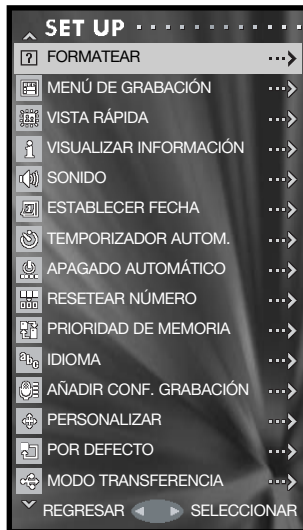 SET UP
FORMATEAR
MENÚ DE GRABACIÓN
VISTA RÁPIDA
VISUALIZAR INFORMACIÓN
SONIDO
ESTABLECER FECHA
TEMPORIZADOR AUTOM.
APAGADO AUTOMÁTICO
RESETEAR NÚMERO
PRIORIDAD DE MEMORIA
IDIOMA
AÑADIR CONF. GRABACIÓN
PERSONALIZAR
POR DEFECTO
MODO TRANSFERENCIA
REGRESAR SELECCIONAR